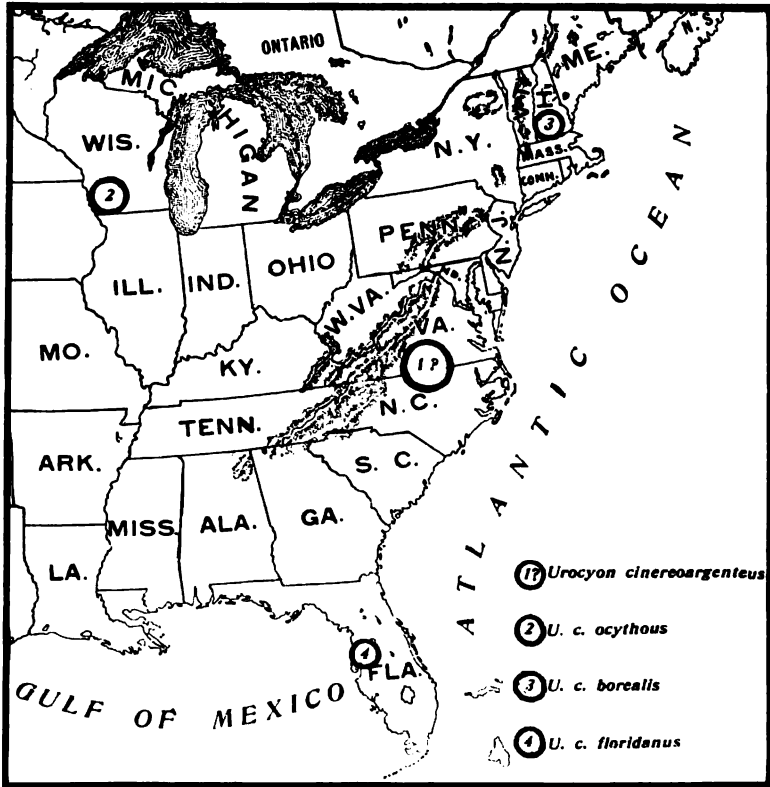 ONTARIO
N.S.
ME.
MICHIGAN
WIS.
N.Y.
H.
3
MASS.
CONN.
2
PENN.
N.J.
OHIO
ILL.
IND.
W.VA.
VA.
MO.
KY.
1?
N.C.
TENN.
ARK.
S. C.
MISS.
ALA.
GA.
LA.
4
FLA.
ATLANTIC OCEAN
GULF OF MEXICO
1? Urocyon cinereoargenteus
2 U. c. ocythous
3 U. c. borealis
4 U. c. floridanus